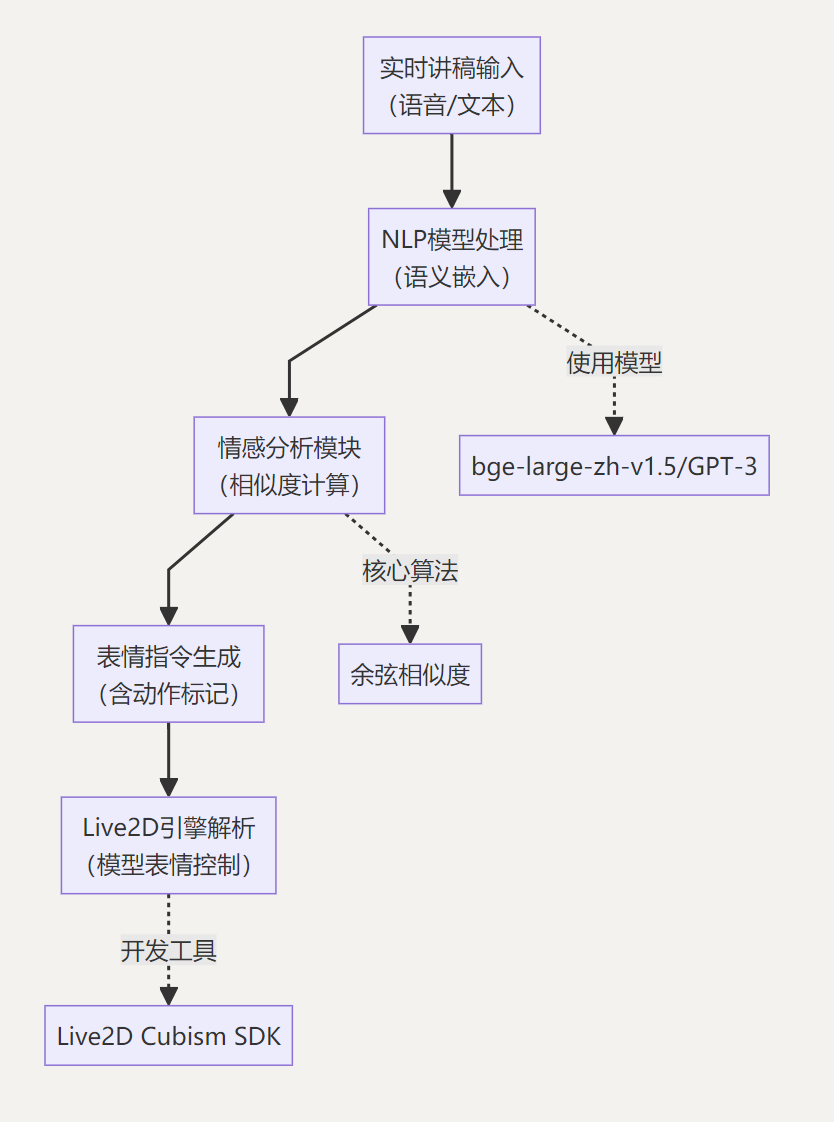 实时讲稿输入
（语音/文本）
NLP模型处理
（语义嵌入）
使用模型
情感分析模块
（相似度计算）
bge-large-zh-v1.5/GPT-3
核心算法
表情指令生成
（含动作标记）
余弦相似度
Live2D引擎解析
（模型表情控制）
开发工具
Live2D Cubism SDK